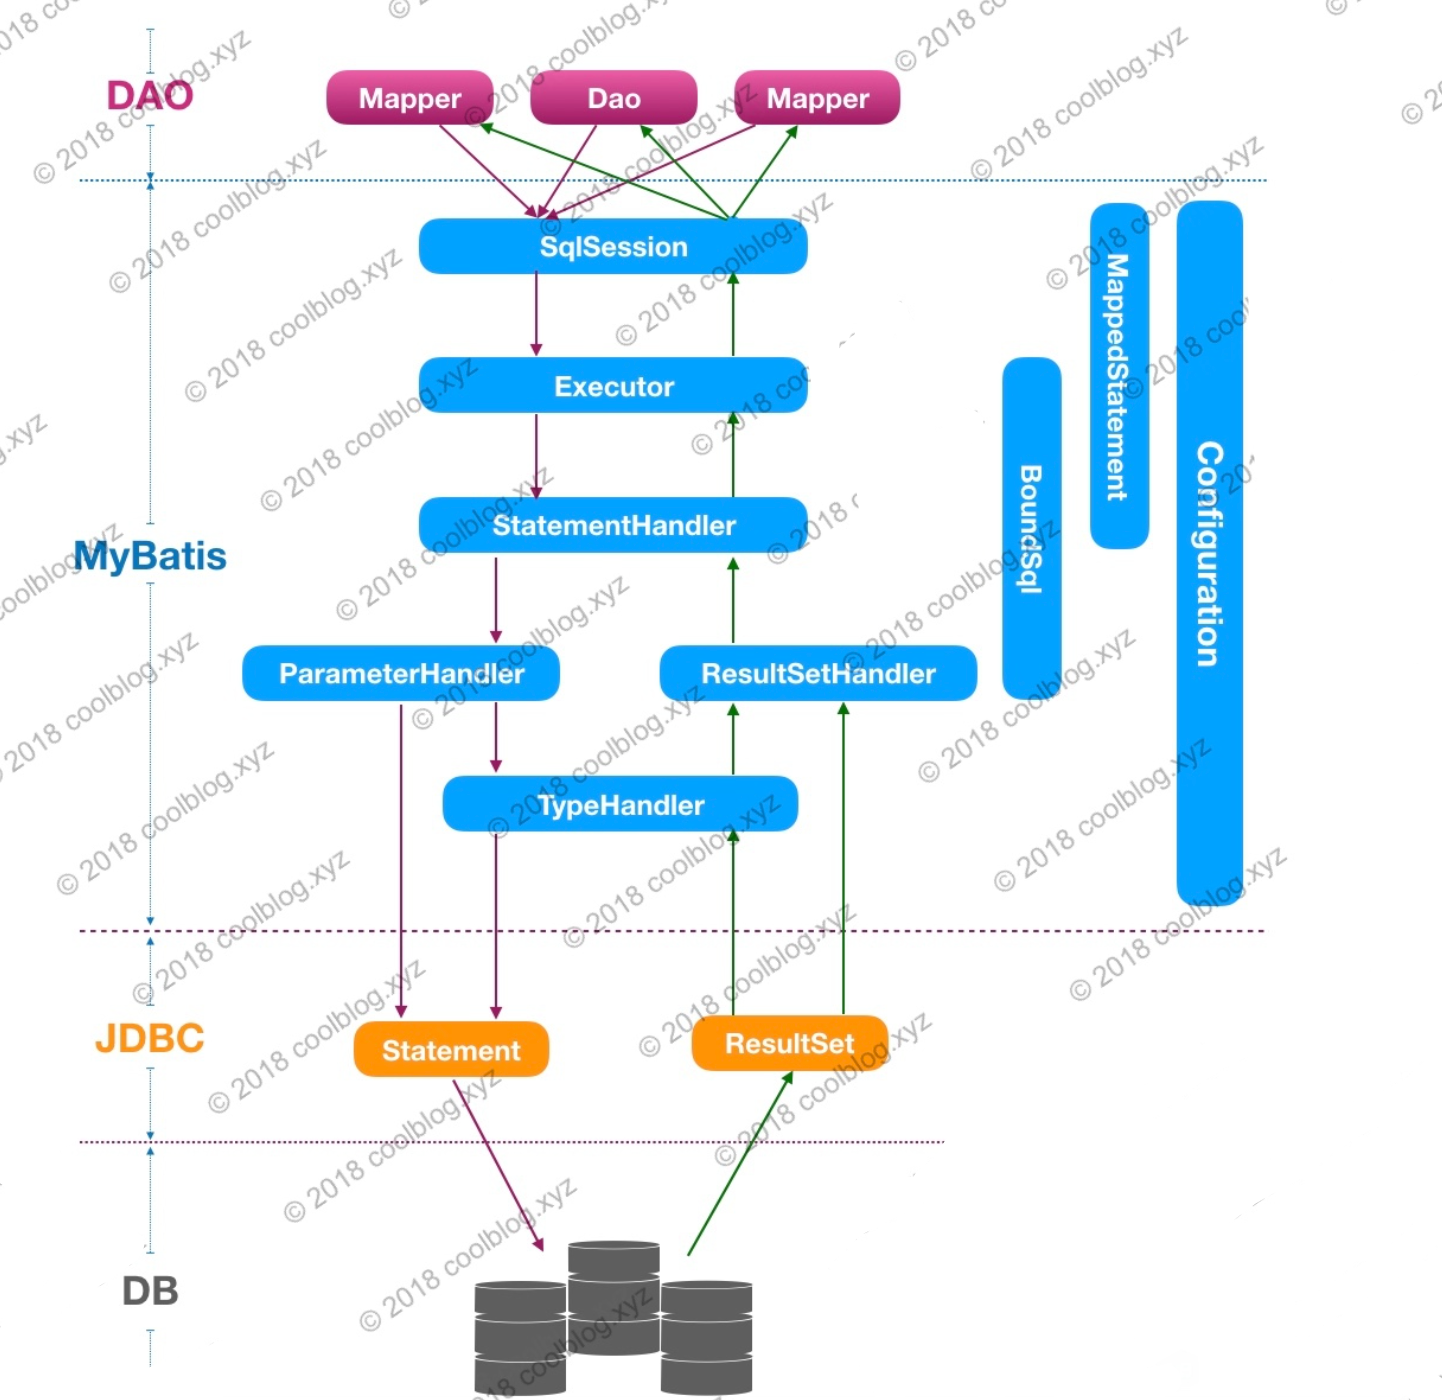 DAO
Mapper
Dao
Mapper
SqlSession
Executor
StatementHandler
MyBatis
ParameterHandler
ResultSetHandler
TypeHandler
BoundSql
MappedStatement
Configuration
JDBC
Statement
ResultSet
DB
© 2018 coolblog.xyz